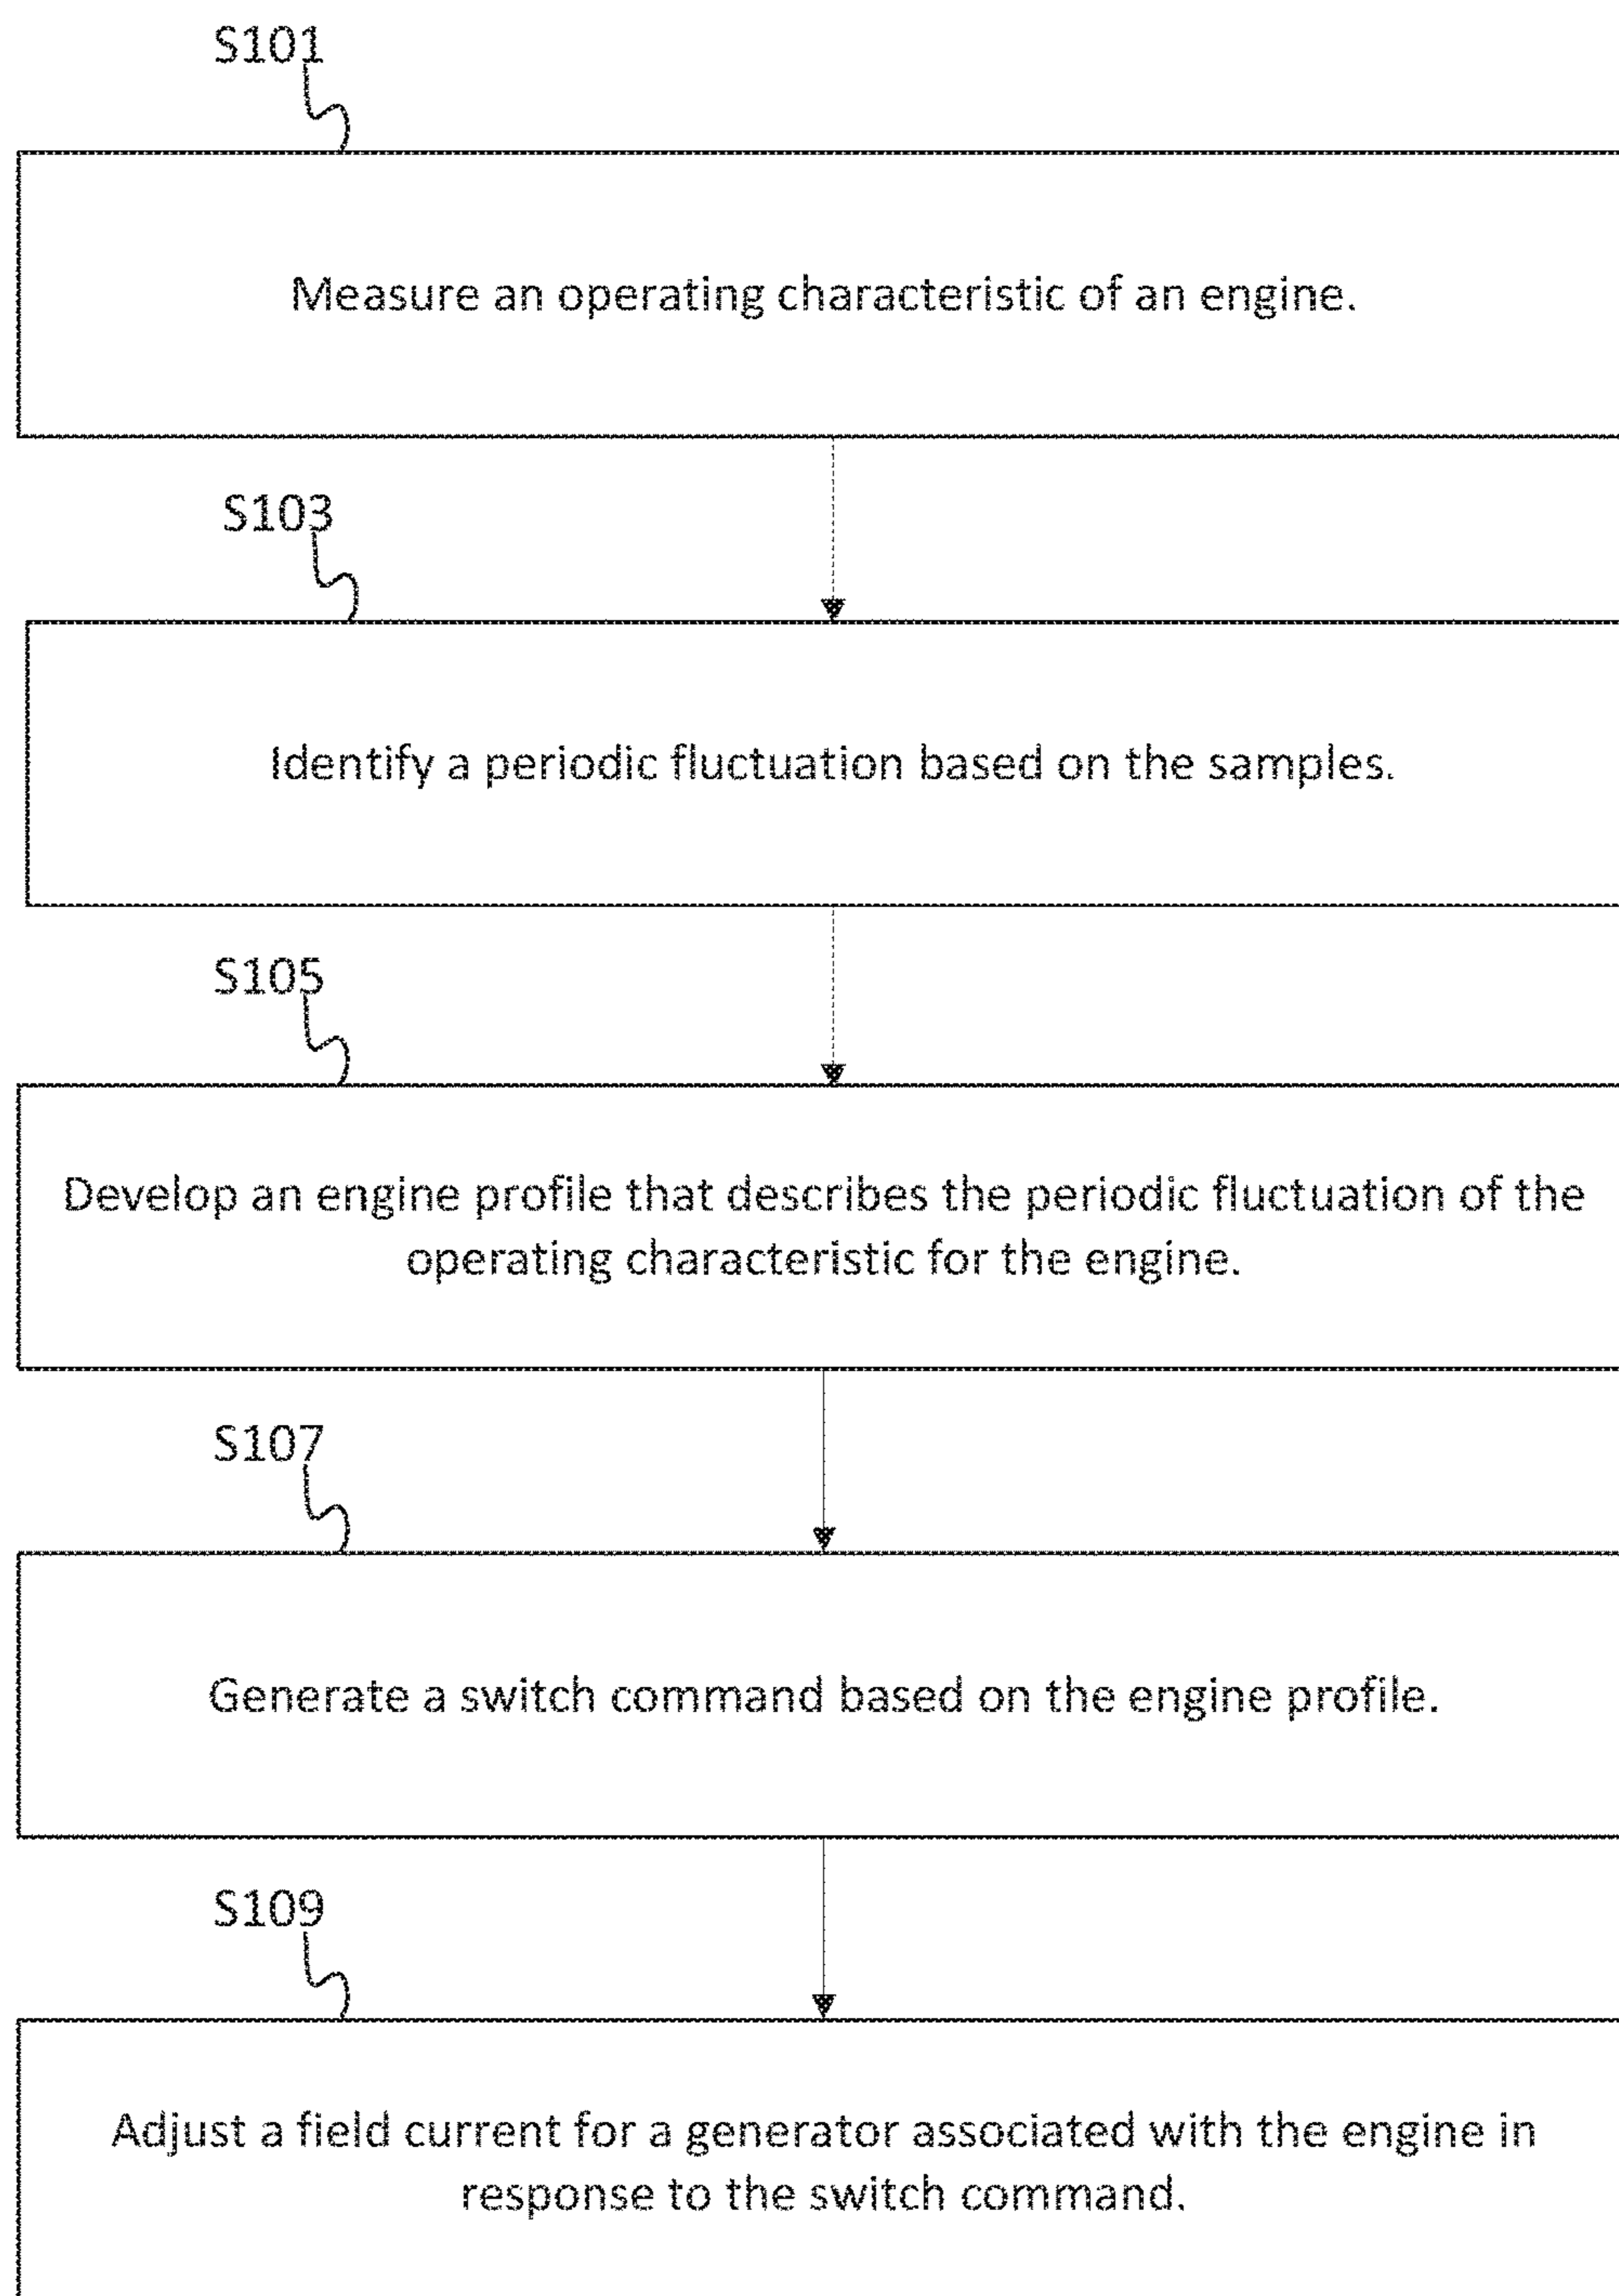 S101
Measure an operating characteristic of an engine.
S103
Identify a periodic fluctuation based on the samples.
S105
Develop an engine profile that describes the periodic fluctuation of the
operating characteristic for the engine.
S107
Generate a switch command based on the engine profile.
S109
Adjust a field current for a generator associated with the engine in
response to the switch command.